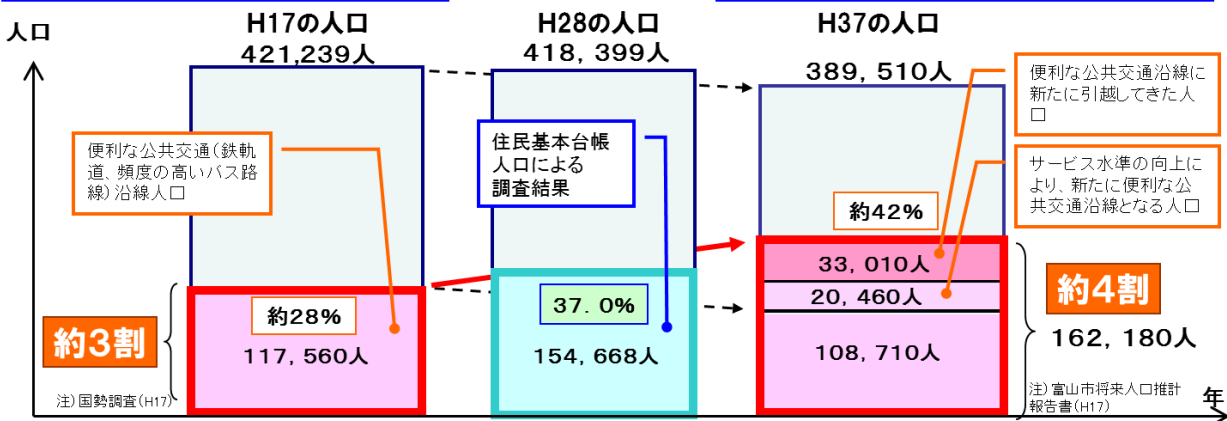 人口
H17の人口
421,239人
H28の人口
418,399人
H37の人口
389,510人
便利な公共交通沿線に
新たに引越してきた人
口
便利な公共交通(鉄軌
道、頻度の高いバス路
線)沿線人口
住民基本台帳
人口による
調査結果
サービス水準の向上に
より、新たに便利な公
共交通沿線となる人口
約42%
33,010人
20,460人
108,710人
約4割
162,180人
約3割
約28%
117,560人
37.0%
154,668人
注)国勢調査(H17)
注)富山市将来人口推計
報告書(H17)
年